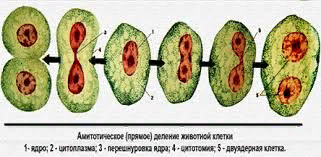 Амитотическое (прямое) деление животной клетки
1- ядро; 2 - цитоплазма; 3 - перешнуровка ядра; 4 - цитотомия; 5 - двуядерная клетка.